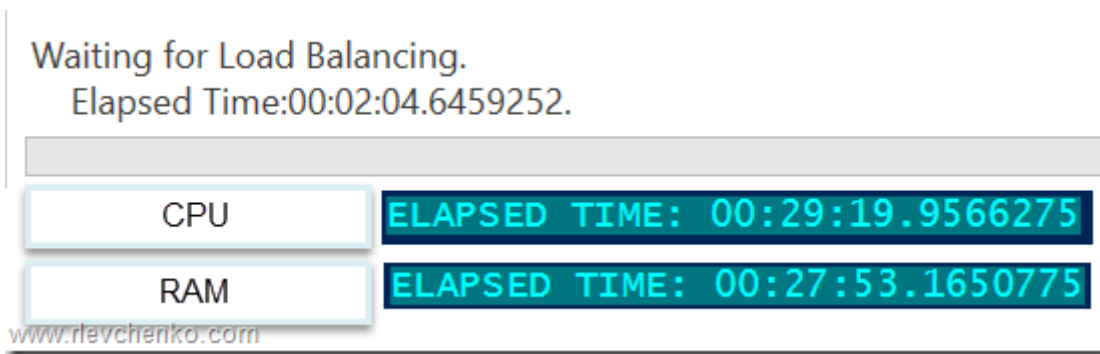 Waiting for Load Balancing.
Elapsed Time:00:02:04.6459252.
CPU ELAPSED TIME: 00:29:19.9566275
RAM ELAPSED TIME: 00:27:53.1650775
www.rlevchenko.com